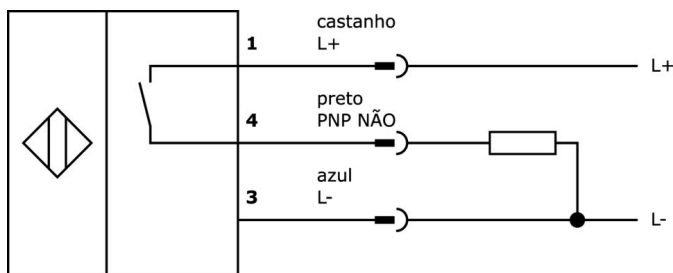 castanho
1 L+
L+
preto
4 PNP NÃO
azul
3 L-
L-